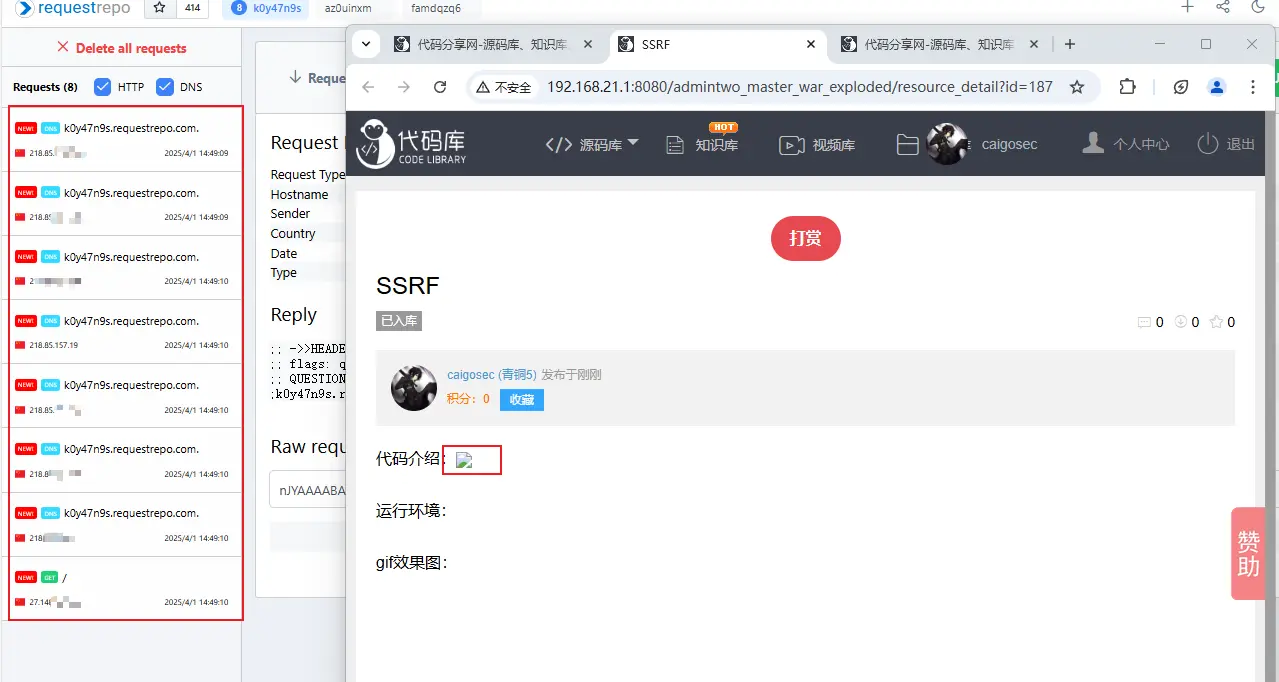 requestrepo
414
8 k0y47n9s
az0uinxm
famdqzq6
Delete all requests
Requests (8)
HTTP
DNS
NEW! DNS k0y47n9s.requestrepo.com.
218.85. 2025/4/1 14:49:09
NEW! DNS k0y47n9s.requestrepo.com.
218.85. 2025/4/1 14:49:09
NEW! DNS k0y47n9s.requestrepo.com.
2 2025/4/1 14:49:10
NEW! DNS k0y47n9s.requestrepo.com.
218.85.157.19 2025/4/1 14:49:10
NEW! DNS k0y47n9s.requestrepo.com.
218.85. 2025/4/1 14:49:10
NEW! DNS k0y47n9s.requestrepo.com.
218.8 2025/4/1 14:49:10
NEW! DNS k0y47n9s.requestrepo.com.
218 2025/4/1 14:49:10
NEW! GET /
27.14 2025/4/1 14:49:10
Reque
Request
Request Type
Hostname
Sender
Country
Date
Type
Reply
;; ->>HEADE
;; flags: q
;; QUESTION
;k0y47n9s.r
Raw requ
nJYAAABA
代码分享网-源码库、知识库
SSRF
代码分享网-源码库、知识库
不安全
192.168.21.1:8080/admintwo_master_war_exploded/resource_detail?id=187
代码库
CODE LIBRARY
源码库
HOT
知识库
视频库
caigosec
个人中心
退出
打赏
SSRF
已入库
0 0 0
caigosec (青铜5) 发布于刚刚
积分：0 收藏
代码介绍：
运行环境：
gif效果图：
赞
助